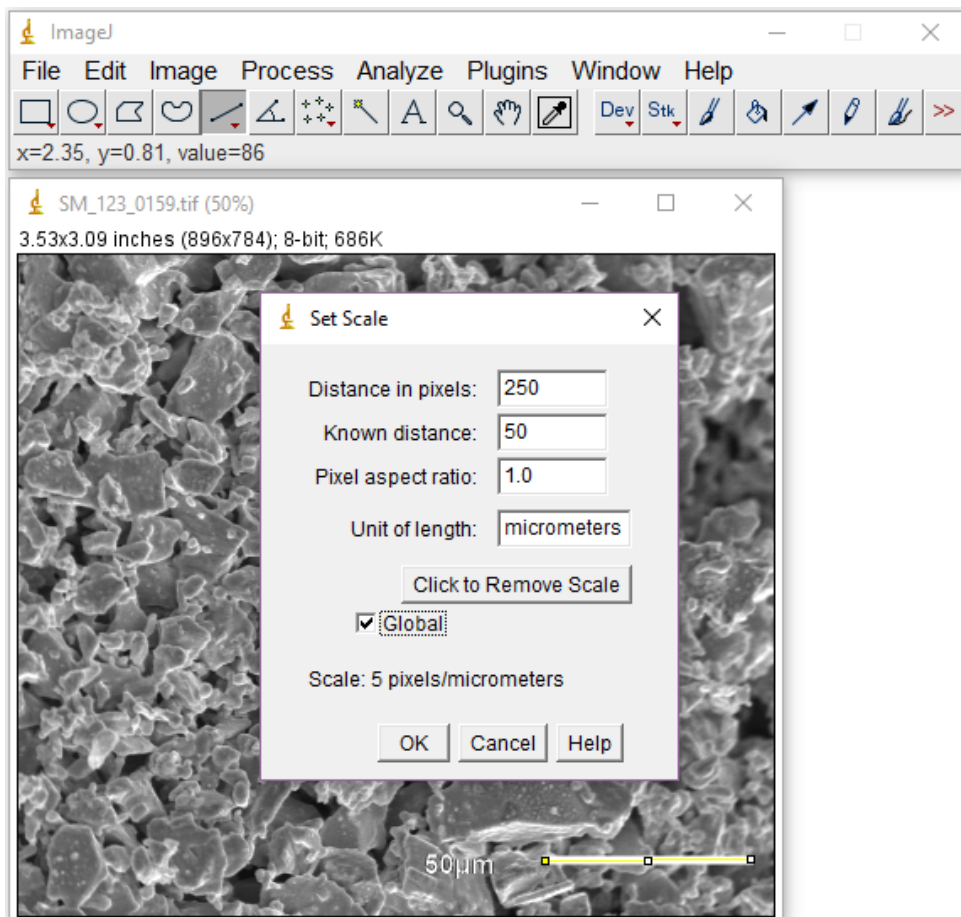 ImageJ
File Edit Image Process Analyze Plugins Window Help
A Dev Stk >>
x=2.35, y=0.81, value=86
SM_123_0159.tif (50%)
3.53x3.09 inches (896x784); 8-bit; 686K
Set Scale
Distance in pixels: 250
Known distance: 50
Pixel aspect ratio: 1.0
Unit of length: micrometers
Click to Remove Scale
Global
Scale: 5 pixels/micrometers
OK Cancel Help
50µm